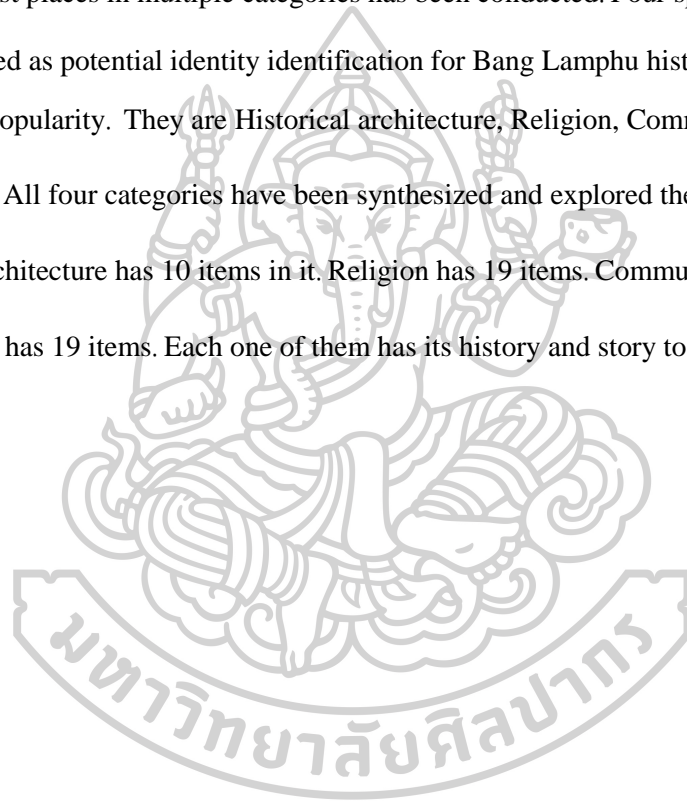 st places in multiple categories has been conducted. Four s
ed as potential identity identification for Bang Lamphu hist
opularity. They are Historical architecture, Religion, Com
All four categories have been synthesized and explored the
chitecture has 10 items in it. Religion has 19 items. Commu
has 19 items. Each one of them has its history and story to
มหาวิทยาลัยศิลปากร